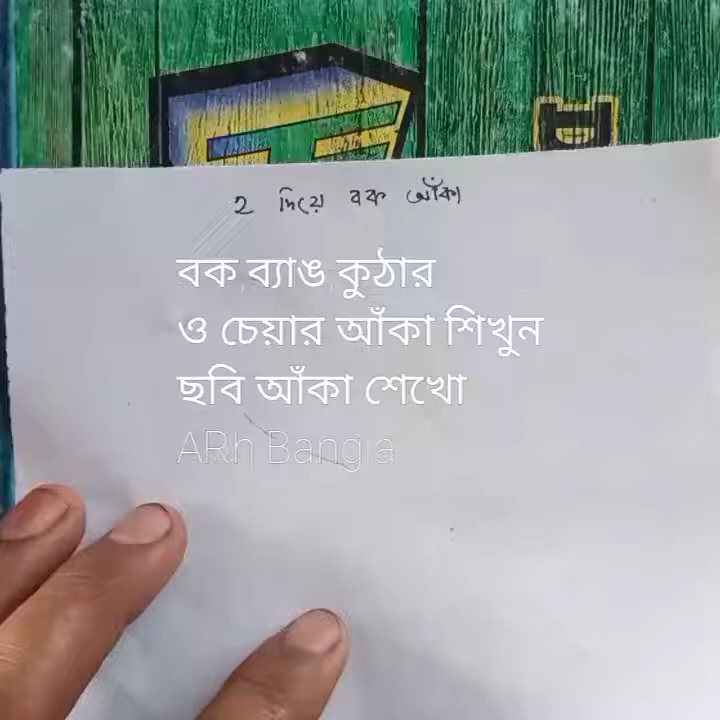 ২ দিয়ে বক আঁকা
বক,ব্যাঙ,কুঠার
ও চেয়ার আঁকা শিখুন
ছবি আঁকা শেখো
ARh Bangla